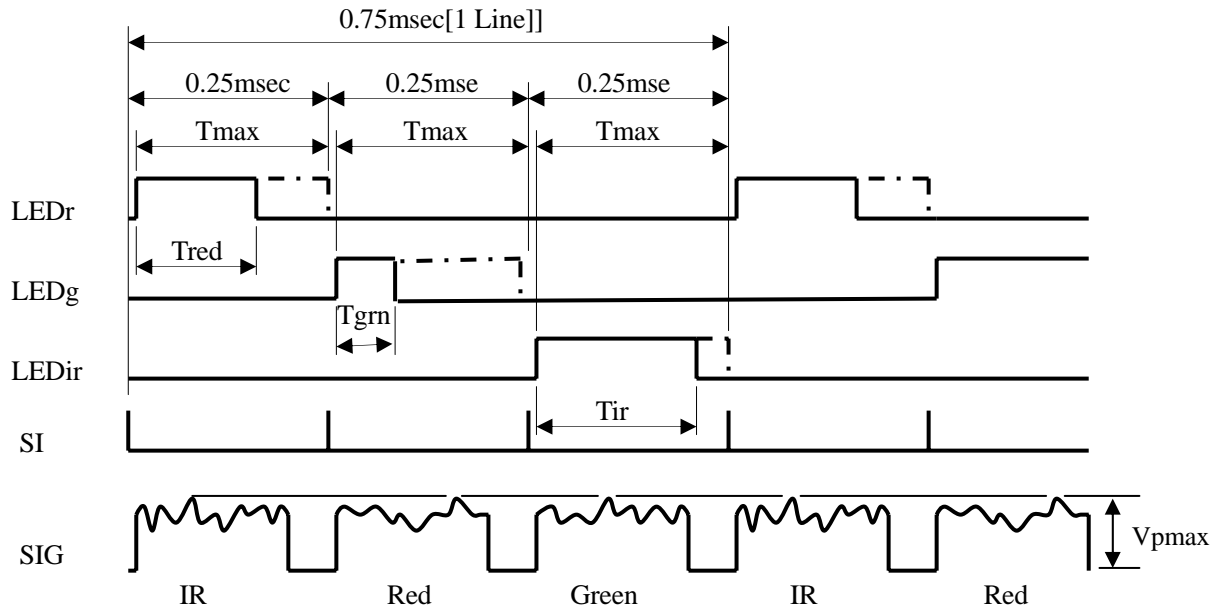 0.75msec[1 Line]]
0.25msec 0.25mse 0.25mse
Tmax Tmax Tmax
LEDr
Tred
LEDg
Tgrn
LEDir
Tir
SI
SIG
Vpmax
IR Red Green IR Red